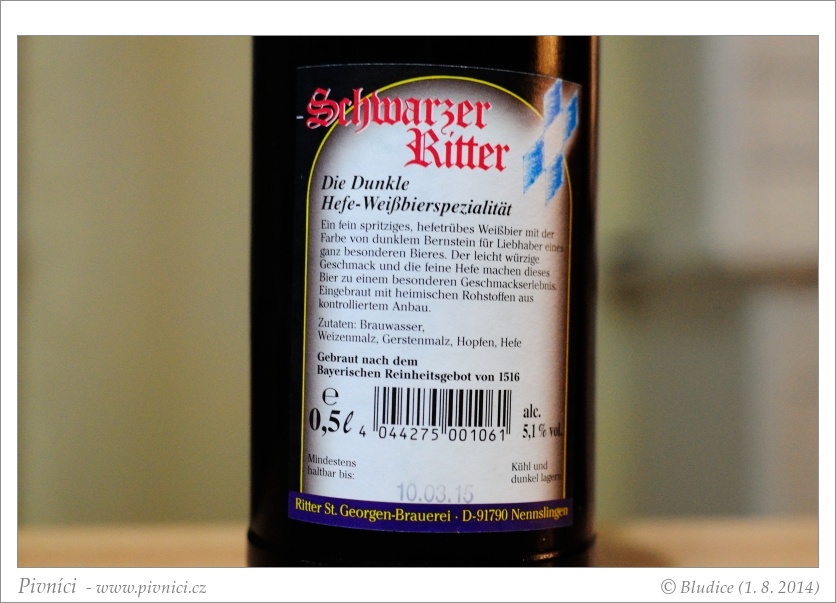 Schwarzer
Ritter
Die Dunkle
Hefe-Weißbierspezialität
Ein fein spritziges, hefetrübes Weißbier mit der
Farbe von dunklem Bernstein für Liebhaber eines
ganz besonderen Bieres. Der leicht würzige
Geschmack und die feine Hefe machen dieses
Bier zu einem besonderen Geschmackserlebnis.
Eingebraut mit heimischen Rohstoffen aus
kontrolliertem Anbau.
Zutaten: Brauwasser,
Weizenmalz, Gerstenmalz, Hopfen, Hefe
Gebraut nach dem
Bayerischen Reinheitsgebot von 1516
℮
0,5 ℓ
4 044275 001061
alc.
5,1 % vol.
Mindestens
haltbar bis:
10.03.15
Kühl und
dunkel lagern
Ritter St. Georgen-Brauerei · D-91790 Nennslingen
Pivníci - www.pivnici.cz
© Bludice (1. 8. 2014)